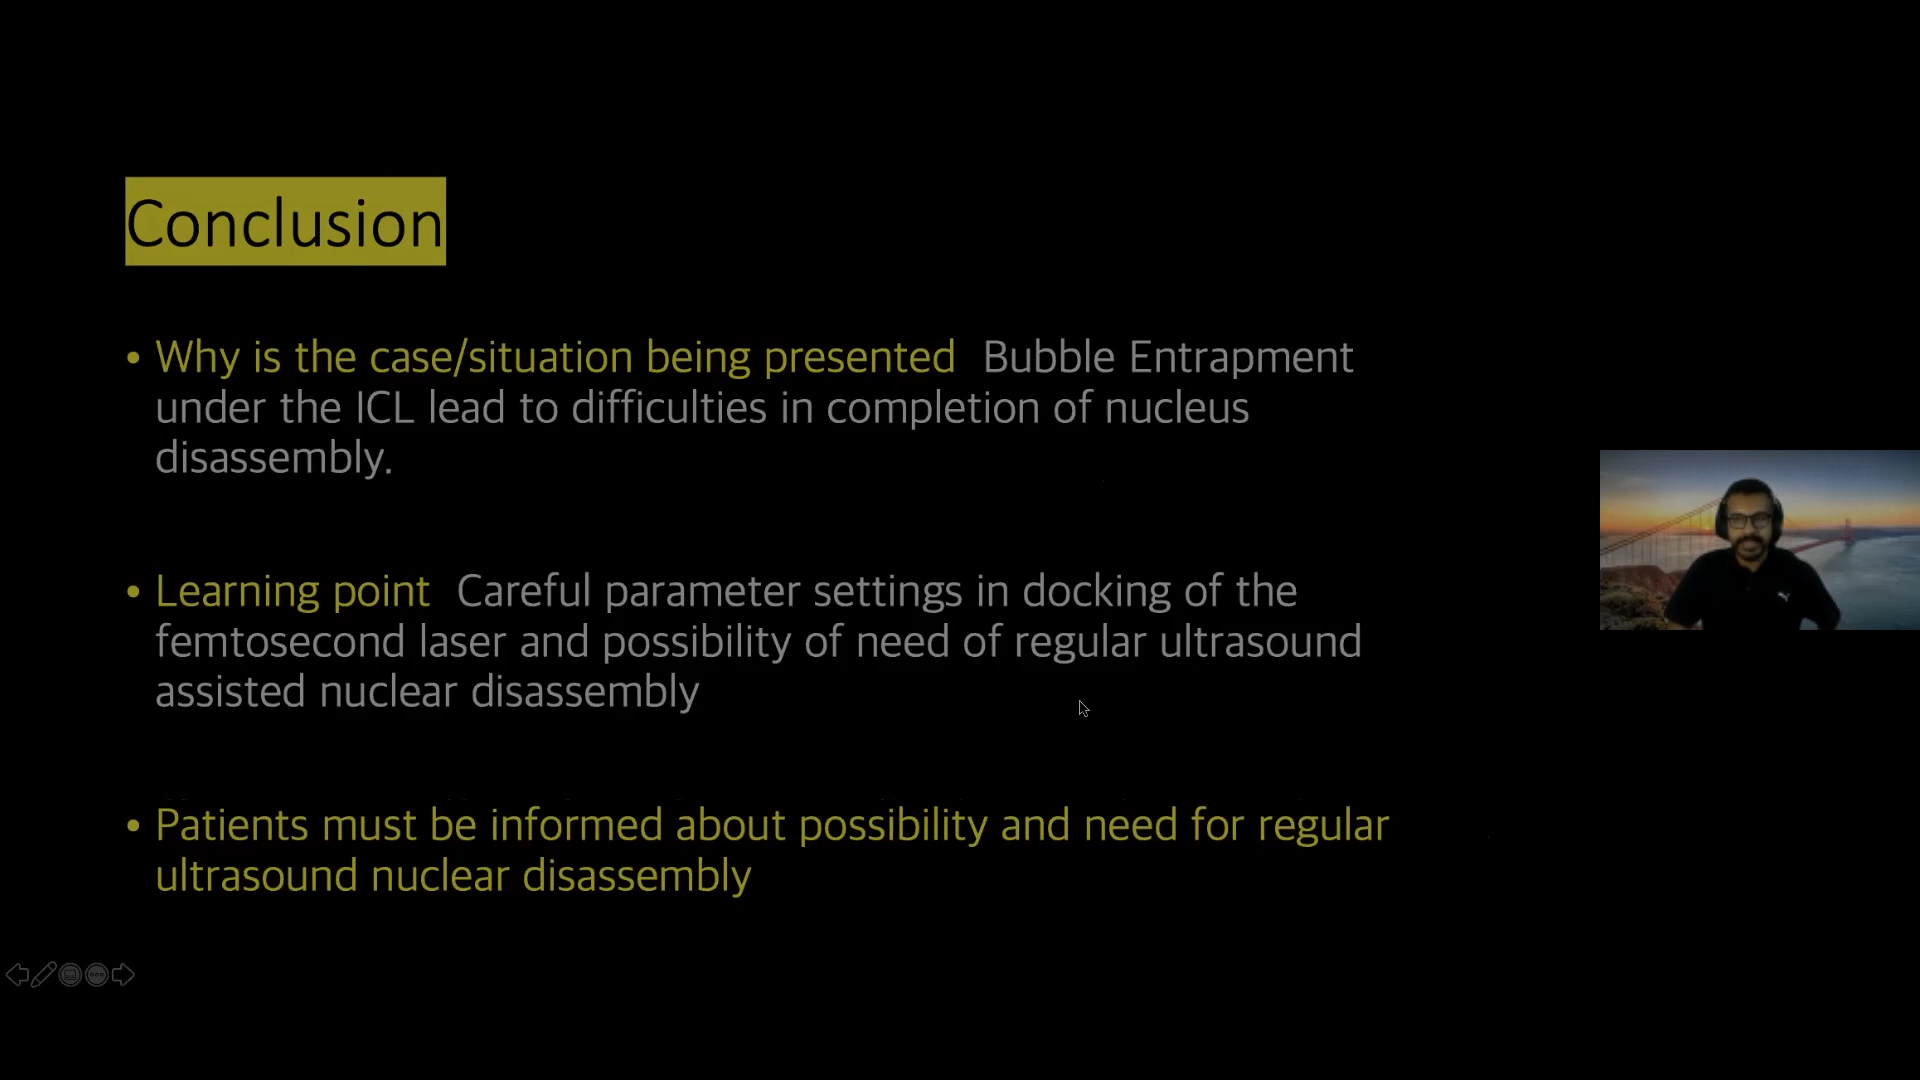 Conclusion
• Why is the case/situation being presented Bubble Entrapment
under the ICL lead to difficulties in completion of nucleus
disassembly.
• Learning point Careful parameter settings in docking of the
femtosecond laser and possibility of need of regular ultrasound
assisted nuclear disassembly
• Patients must be informed about possibility and need for regular
ultrasound nuclear disassembly